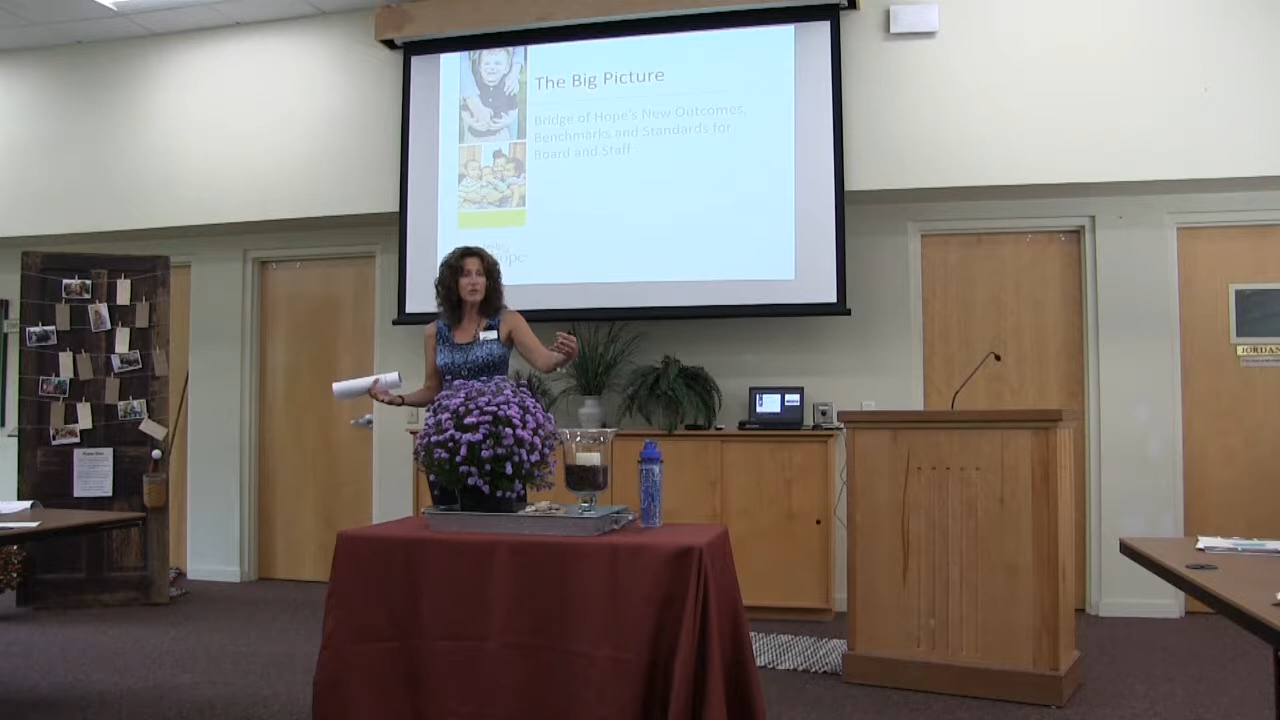 The Big Picture
Bridge of Hope's New Outcomes,
Benchmarks and Standards for
Board and Staff
JORDAN